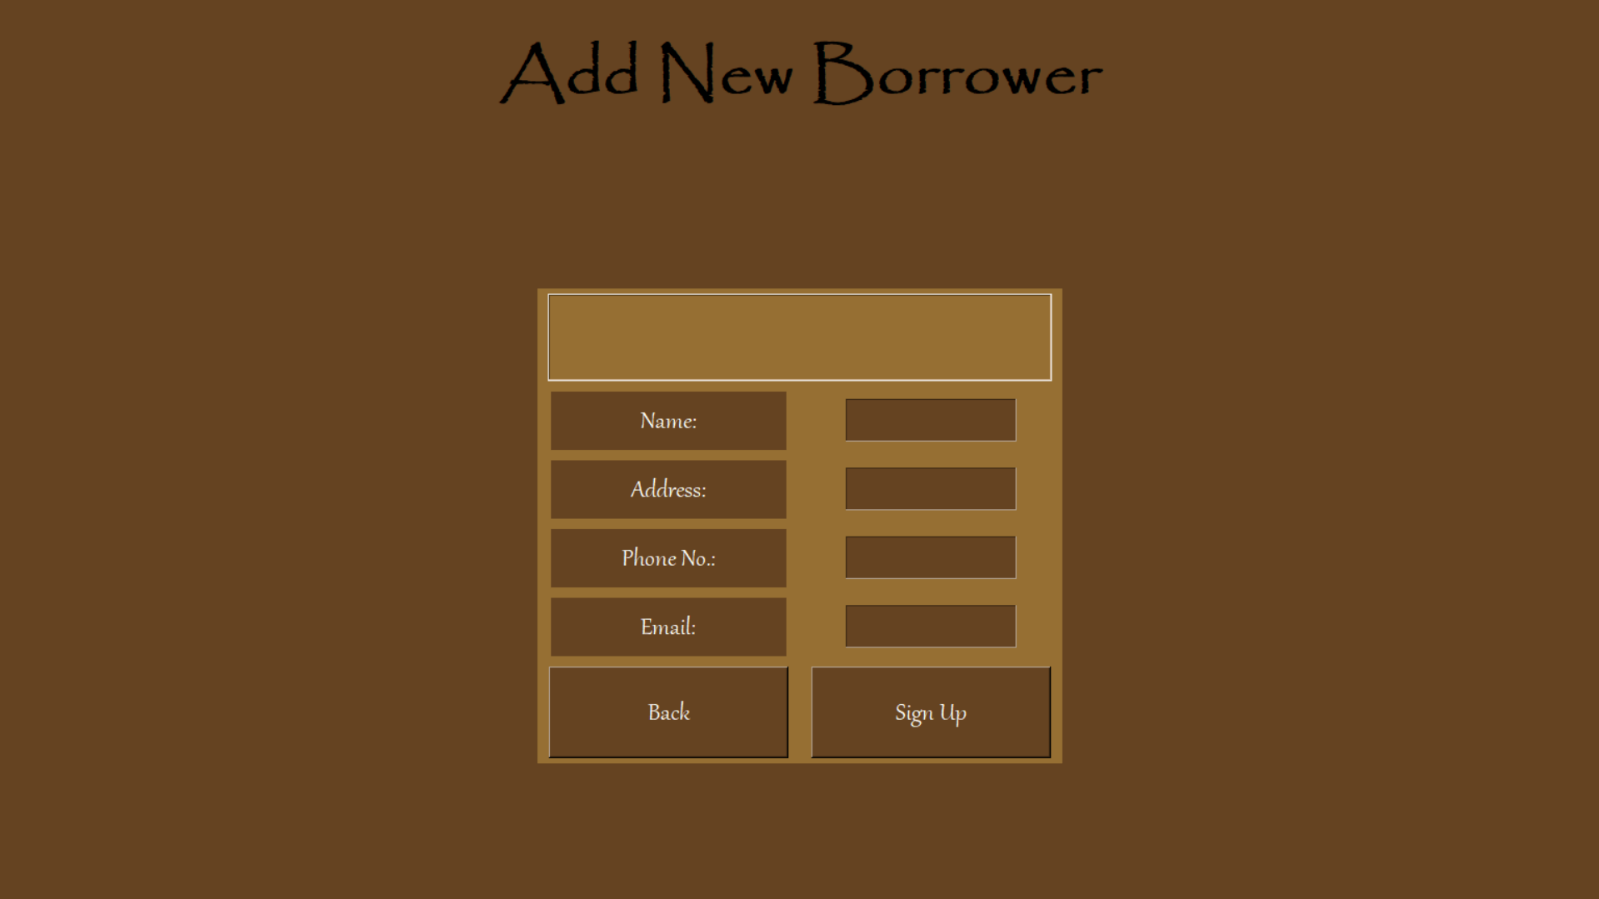 Add New Borrower
Name:
Address:
Phone No.:
Email:
Back
Sign Up